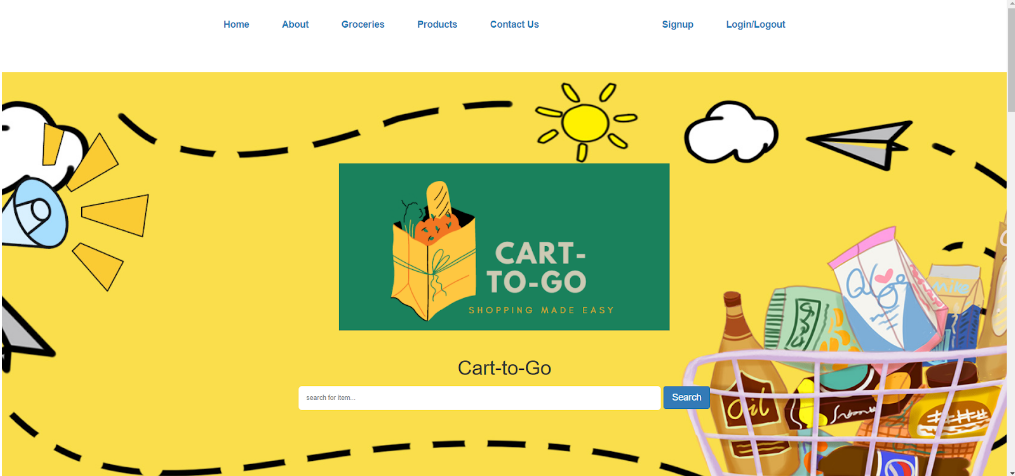 Home About Groceries Products Contact Us Signup Login/Logout
CART-
TO-GO
SHOPPING MADE EASY
Cart-to-Go
search for item...
Search
Oil